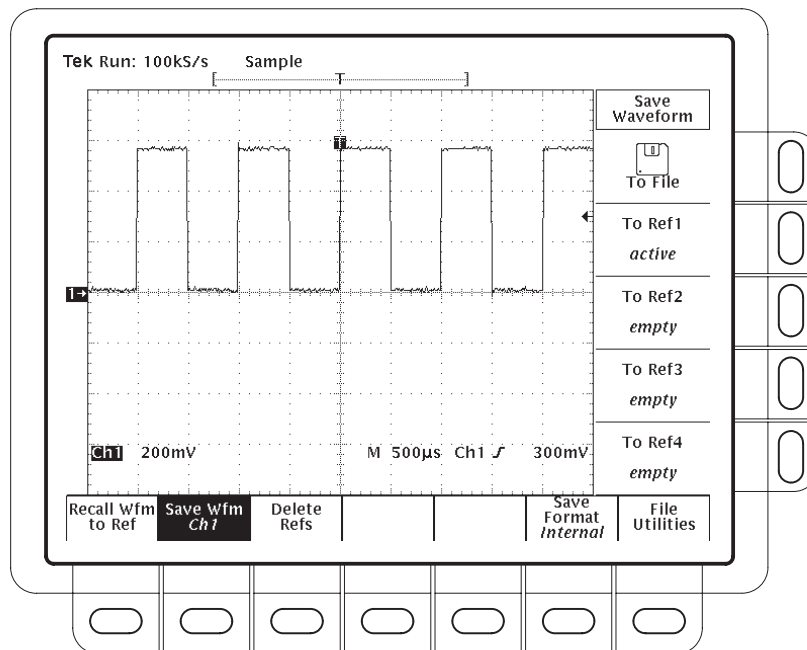 Tek Run: 100kS/s Sample
[ T ]
Save
Waveform
T
To File
To Ref1
active
To Ref2
empty
1→
To Ref3
empty
To Ref4
empty
Ch1 200mV M 500µs Ch1 300mV
Recall Wfm
to Ref
Save Wfm
Ch1
Delete
Refs
Save
Format
Internal
File
Utilities